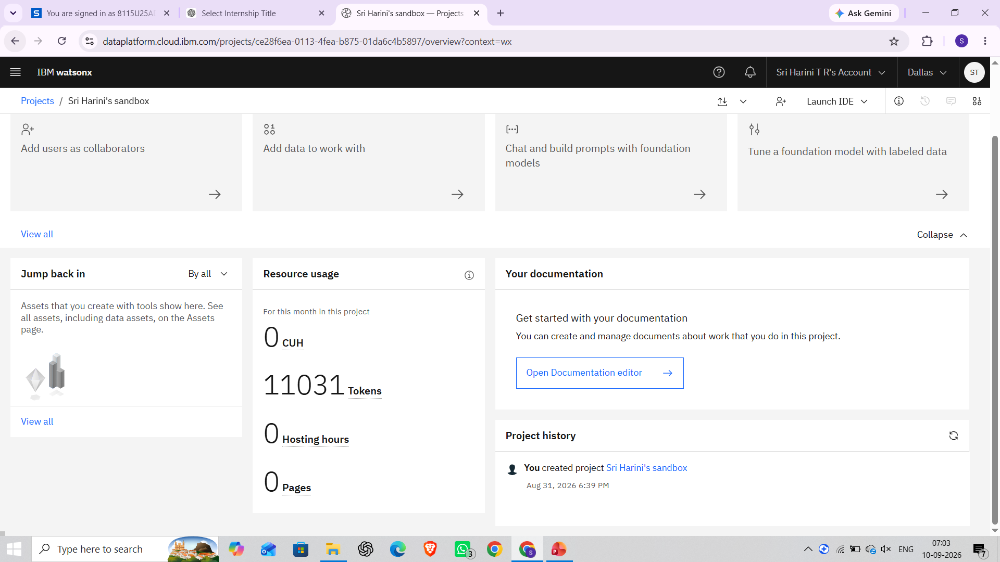 You are signed in as 8115U25AD
Select Internship Title
Sri Harini's sandbox — Projects
Ask Gemini
dataplatform.cloud.ibm.com/projects/ce28f6ea-0113-4fea-b875-01da6c4b5897/overview?context=wx
S
IBM watsonx
Sri Harini T R's Account
Dallas
ST
Projects / Sri Harini's sandbox
Launch IDE
Add users as collaborators
Add data to work with
Chat and build prompts with foundation
models
Tune a foundation model with labeled data
View all
Collapse
Jump back in
By all
Assets that you create with tools show here. See
all assets, including data assets, on the Assets
page.
View all
Resource usage
For this month in this project
0 CUH
11031 Tokens
0 Hosting hours
0 Pages
Your documentation
Get started with your documentation
You can create and manage documents about work that you do in this project.
Open Documentation editor
Project history
You created project Sri Harini's sandbox
Aug 31, 2026 6:39 PM
Type here to search
3
ENG
07:03
10-09-2026
7